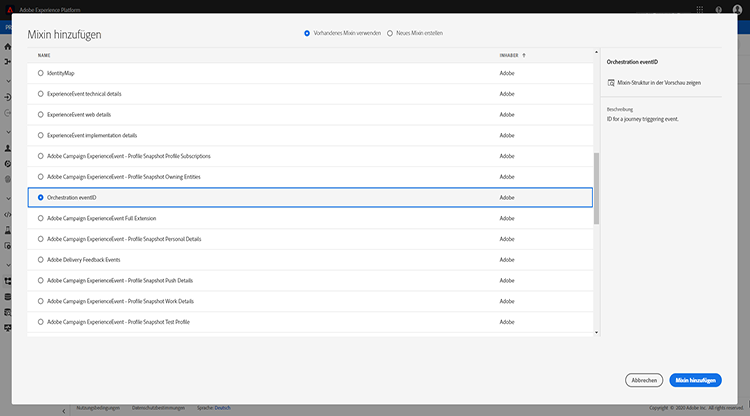 Adobe Experience Platform
PR
Mixin hinzufügen
Vorhandenes Mixin verwenden Neues Mixin erstellen
NAME INHABER ↑
IdentityMap Adobe
ExperienceEvent technical details Adobe
ExperienceEvent web details Adobe
ExperienceEvent implementation details Adobe
Adobe Campaign ExperienceEvent - Profile Snapshot Profile Subscriptions Adobe
Adobe Campaign ExperienceEvent - Profile Snapshot Owning Entities Adobe
Orchestration eventID Adobe
Adobe Campaign ExperienceEvent Full Extension Adobe
Adobe Campaign ExperienceEvent - Profile Snapshot Personal Details Adobe
Adobe Delivery Feedback Events Adobe
Adobe Campaign ExperienceEvent - Profile Snapshot Push Details Adobe
Adobe Campaign ExperienceEvent - Profile Snapshot Work Details Adobe
Adobe Campaign ExperienceEvent - Profile Snapshot Test Profile Adobe
Orchestration eventID
Mixin-Struktur in der Vorschau zeigen
Beschreibung
ID for a journey triggering event.
Abbrechen Mixin hinzufügen
Nutzungsbedingungen Datenschutzbestimmungen Sprache: Deutsch Copyright © 2020 Adobe Inc. All rights reserved.